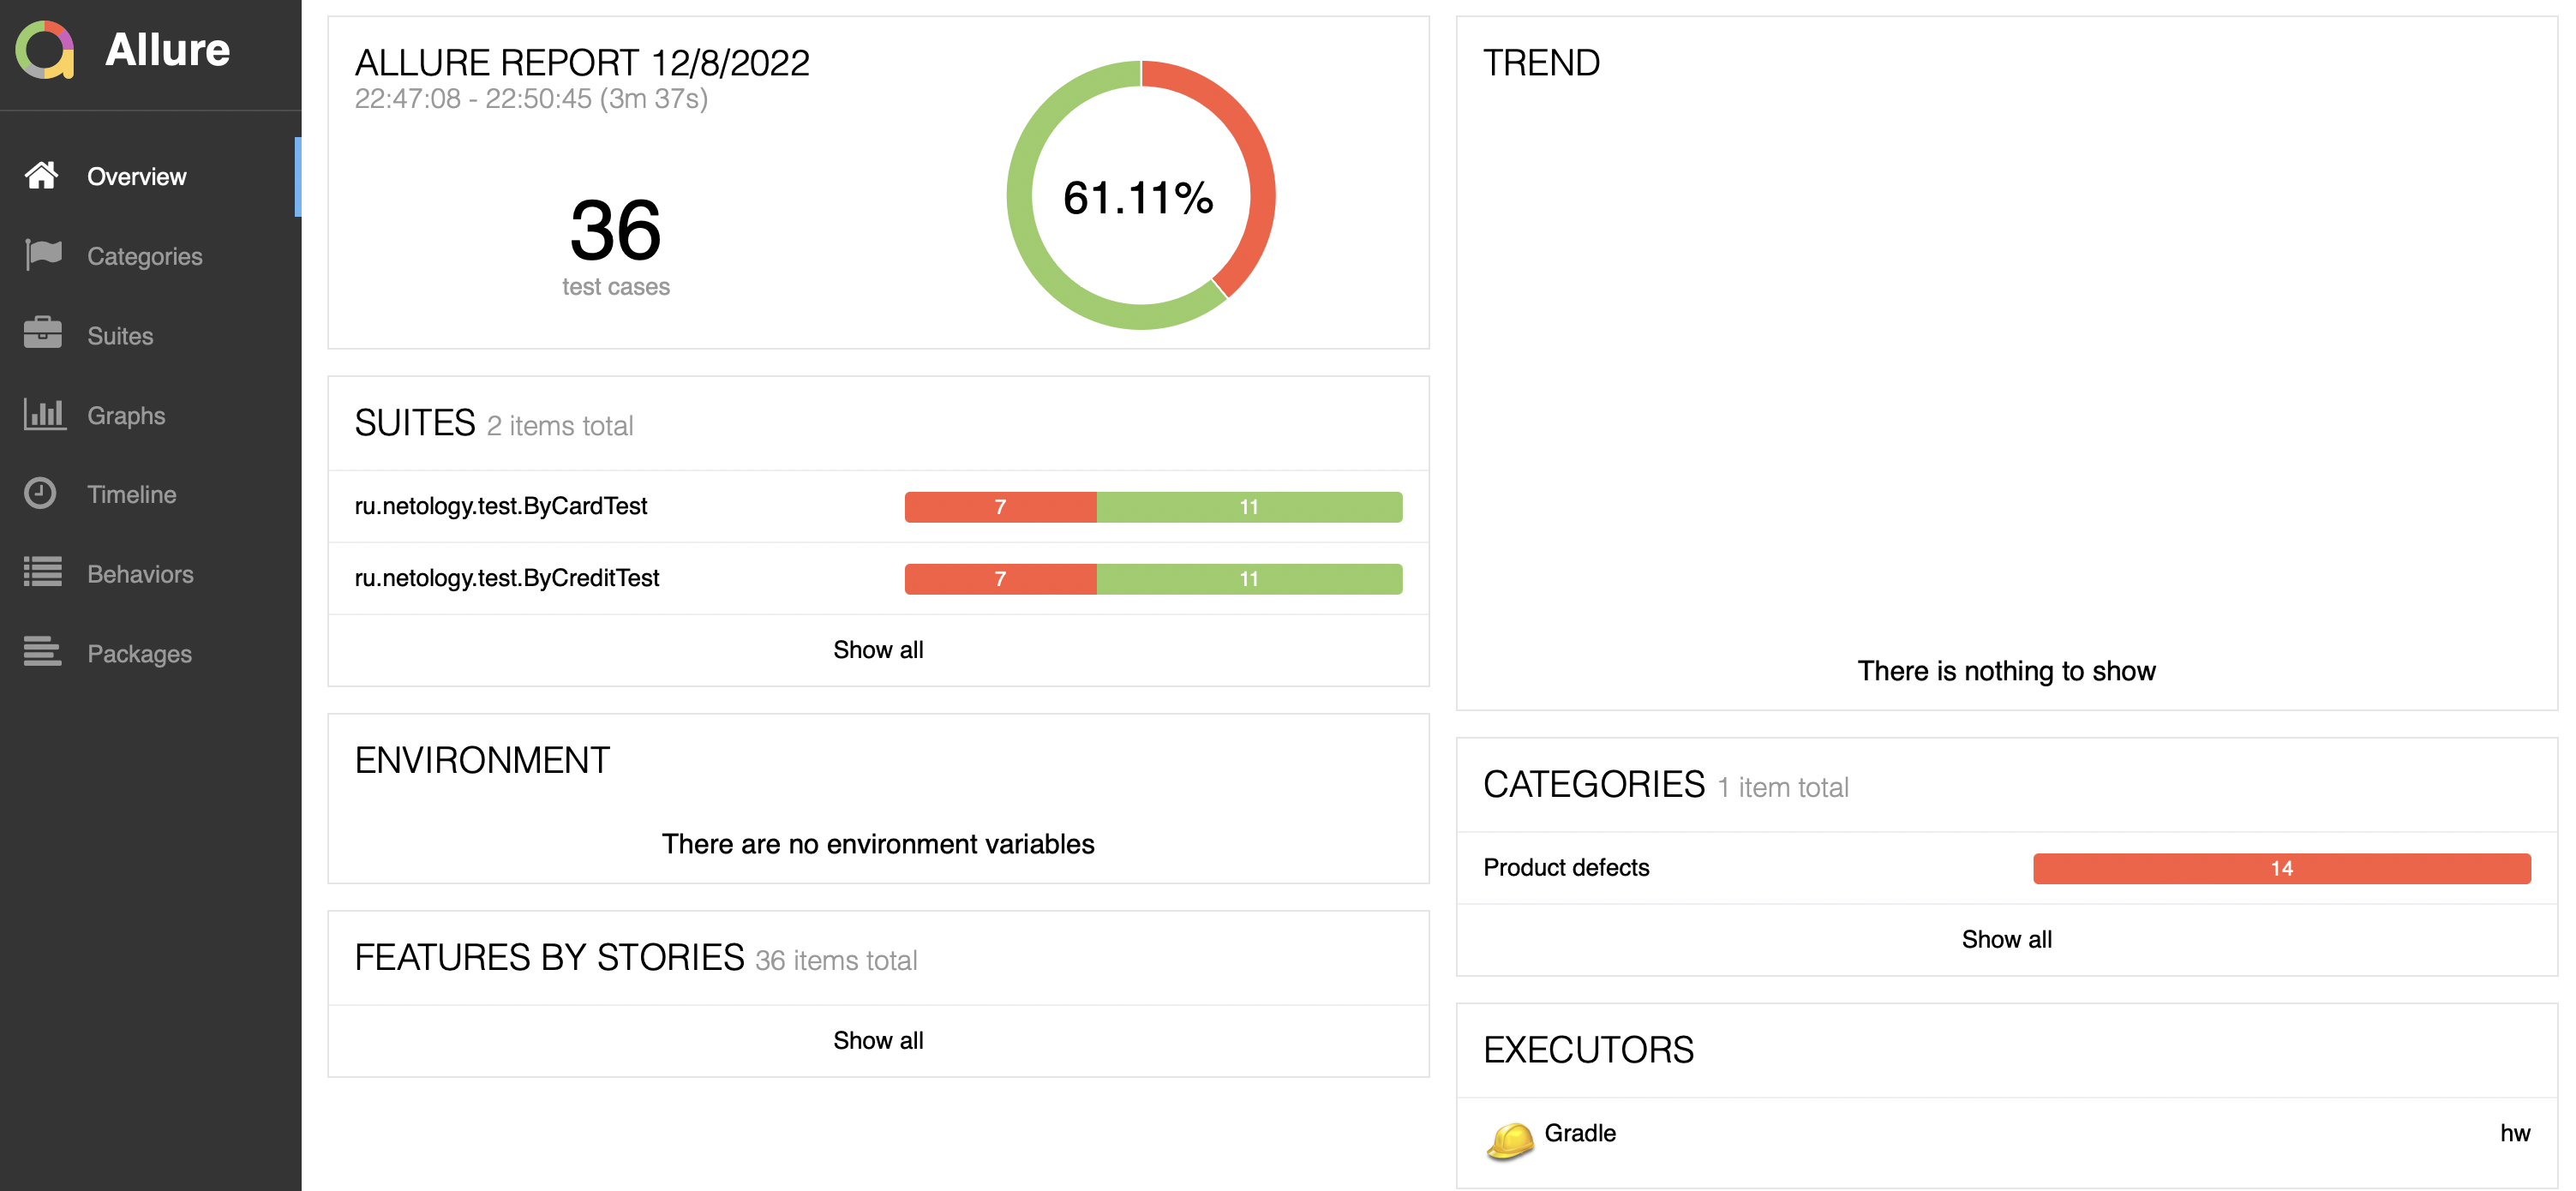 Allure
Overview
Categories
Suites
Graphs
Timeline
Behaviors
Packages
ALLURE REPORT 12/8/2022
22:47:08 - 22:50:45 (3m 37s)
36
test cases
61.11%
SUITES 2 items total
ru.netology.test.ByCardTest 7 11
ru.netology.test.ByCreditTest 7 11
Show all
ENVIRONMENT
There are no environment variables
FEATURES BY STORIES 36 items total
Show all
TREND
There is nothing to show
CATEGORIES 1 item total
Product defects 14
Show all
EXECUTORS
Gradle hw